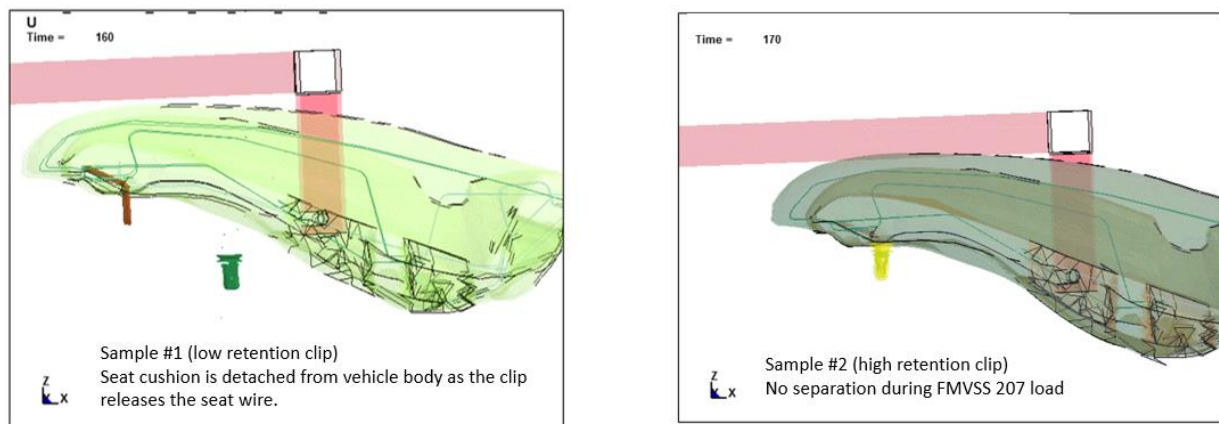 U
Time = 160
Sample #1 (low retention clip)
Seat cushion is detached from vehicle body as the clip
releases the seat wire.
Z
X
Time = 170
Sample #2 (high retention clip)
No separation during FMVSS 207 load
Z
X